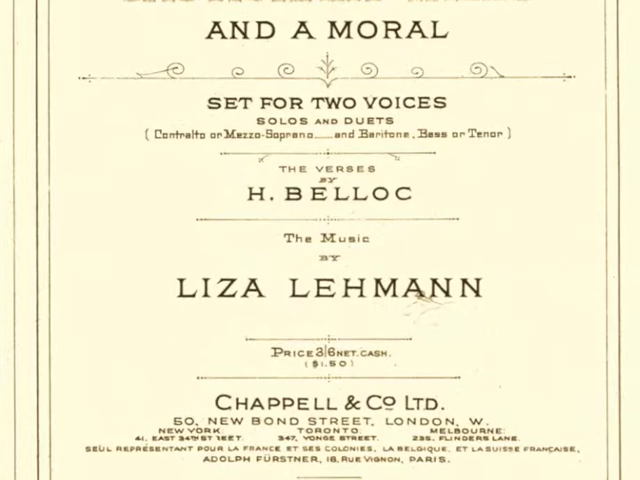 AND A MORAL
SET FOR TWO VOICES
SOLOS AND DUETS
( Contralto or Mezzo-Soprano......and Baritone, Bass or Tenor )
THE VERSES
BY
H. BELLOC
The Music
BY
LIZA LEHMANN
PRICE 3/6 NET. CASH.
($1.50)
CHAPPELL & Co LTD.
50, NEW BOND STREET, LONDON, W.
NEW YORK: TORONTO: MELBOURNE:
41, EAST 34TH STREET. 347, YONGE STREET. 235, FLINDERS LANE.
SEUL REPRÉSENTANT POUR LA FRANCE ET SES COLONIES, LA BELGIQUE, ET LA SUISSE FRANÇAISE,
ADOLPH FÜRSTNER, 18, RUE VIGNON, PARIS.